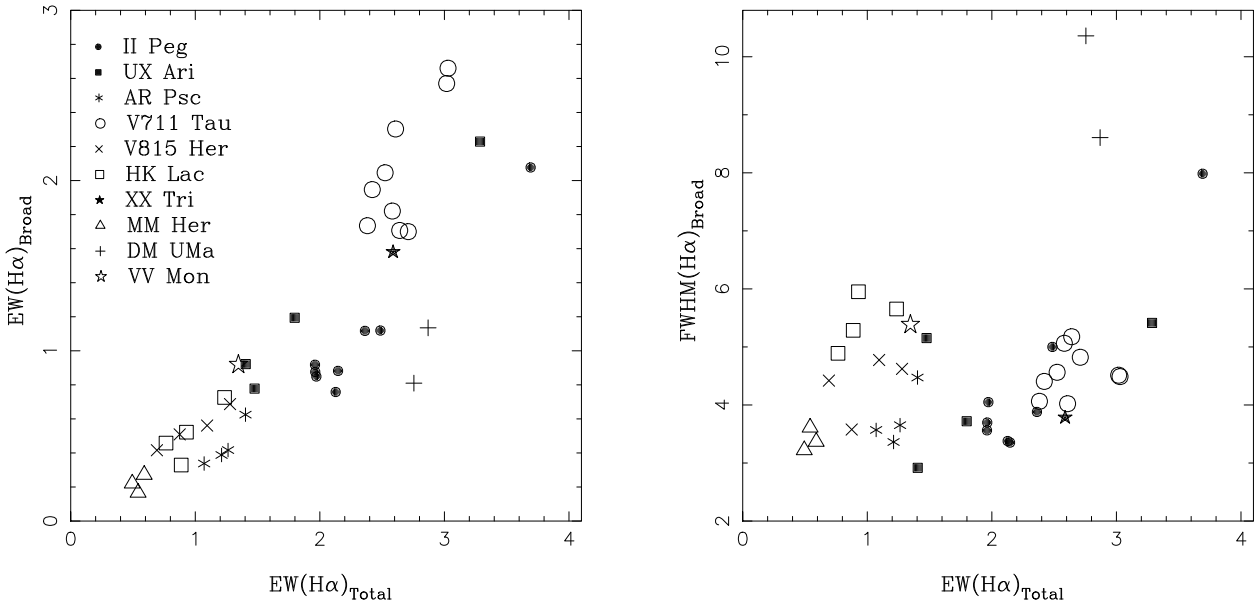 3
2
1
0
EW(Hα)Broad
II Peg
UX Ari
AR Psc
V711 Tau
V815 Her
HK Lac
XX Tri
MM Her
DM UMa
VV Mon
0 1 2 3 4
EW(Hα)Total
10
8
6
4
2
FWHM(Hα)Broad
0 1 2 3 4
EW(Hα)Total